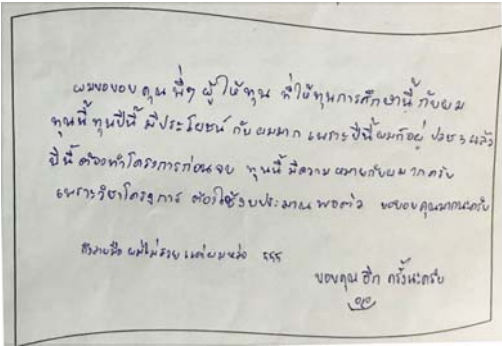 ผมขอขอบคุณพี่ๆ ผู้ให้ทุน ที่ให้ทุนการศึกษานี้ กับผม
ทุนนี้ ทุนปีนี้ มีประโยชน์ กับผมมาก เพราะปีนี้ผมก็อยู่ ปวช 3 แล้ว
ปีนี้ ต้องทำโครงการก่อนจบ ทุนนี้ มีความหมายกับผมมากครับ
เพราะวิชาโครงการ ต้องใช้งบประมาณ พอตัว ขอขอบคุณมากนะครับ
ถึงลายมือ ผมไม่สวย แต่ผมหล่อ 555
ขอบคุณ อีก ครั้งนะครับ